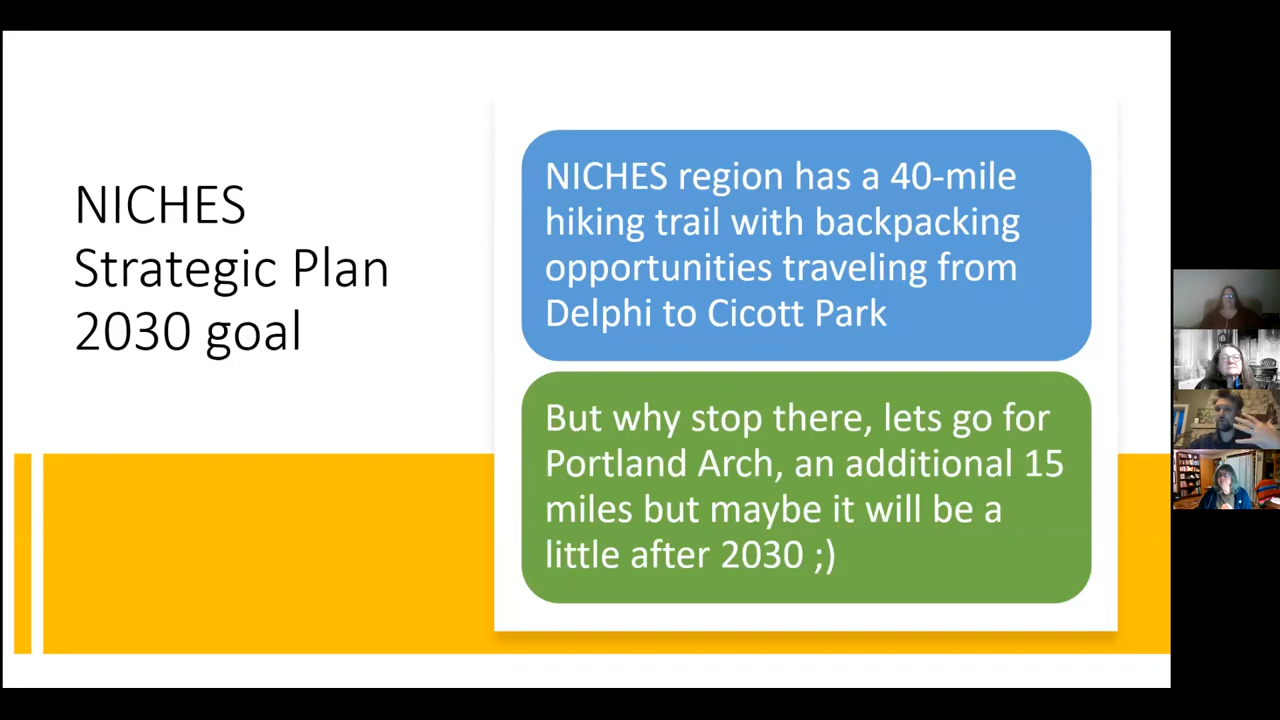 NICHES
Strategic Plan
2030 goal
NICHES region has a 40-mile
hiking trail with backpacking
opportunities traveling from
Delphi to Cicott Park
But why stop there, lets go for
Portland Arch, an additional 15
miles but maybe it will be a
little after 2030 ;)